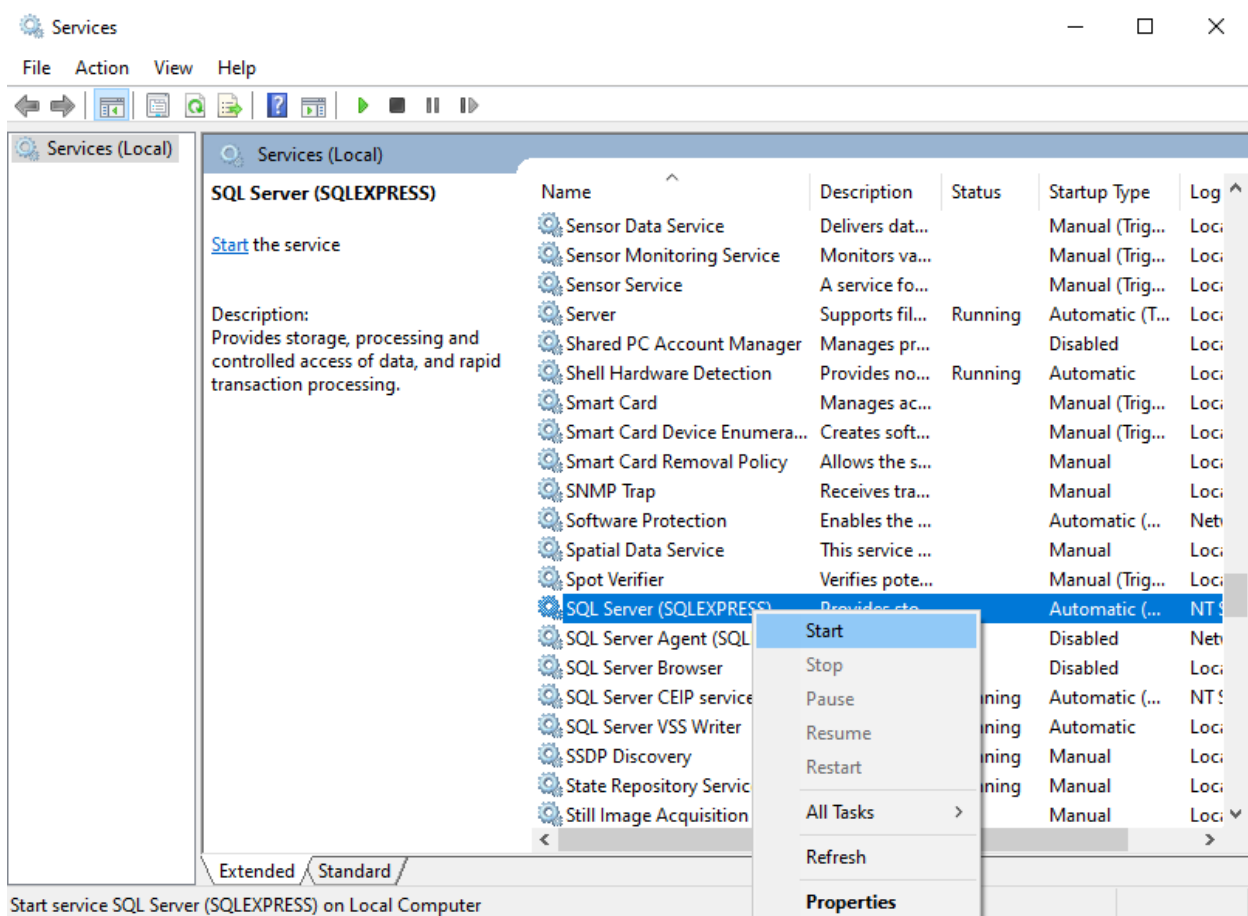 Services
File Action View Help
Services (Local)
Services (Local)
SQL Server (SQLEXPRESS)
Start the service
Description:
Provides storage, processing and
controlled access of data, and rapid
transaction processing.
Name Description Status Startup Type Log
Sensor Data Service Delivers dat... Manual (Trig... Loca
Sensor Monitoring Service Monitors va... Manual (Trig... Loca
Sensor Service A service fo... Manual (Trig... Loca
Server Supports fil... Running Automatic (T... Loca
Shared PC Account Manager Manages pr... Disabled Loca
Shell Hardware Detection Provides no... Running Automatic Loca
Smart Card Manages ac... Manual (Trig... Loca
Smart Card Device Enumera... Creates soft... Manual (Trig... Loca
Smart Card Removal Policy Allows the s... Manual Loca
SNMP Trap Receives tra... Manual Loca
Software Protection Enables the ... Automatic (... Netw
Spatial Data Service This service ... Manual Loca
Spot Verifier Verifies pote... Manual (Trig... Loca
SQL Server (SQLEXPRESS) Provides sto... Automatic (... NT S
SQL Server Agent (SQL Disabled Netw
SQL Server Browser Disabled Loca
SQL Server CEIP service nning Automatic (... NT S
SQL Server VSS Writer nning Automatic Loca
SSDP Discovery nning Manual Loca
State Repository Servic nning Manual Loca
Still Image Acquisition Manual Loca
Start
Stop
Pause
Resume
Restart
All Tasks
Refresh
Properties
Extended Standard
Start service SQL Server (SQLEXPRESS) on Local Computer